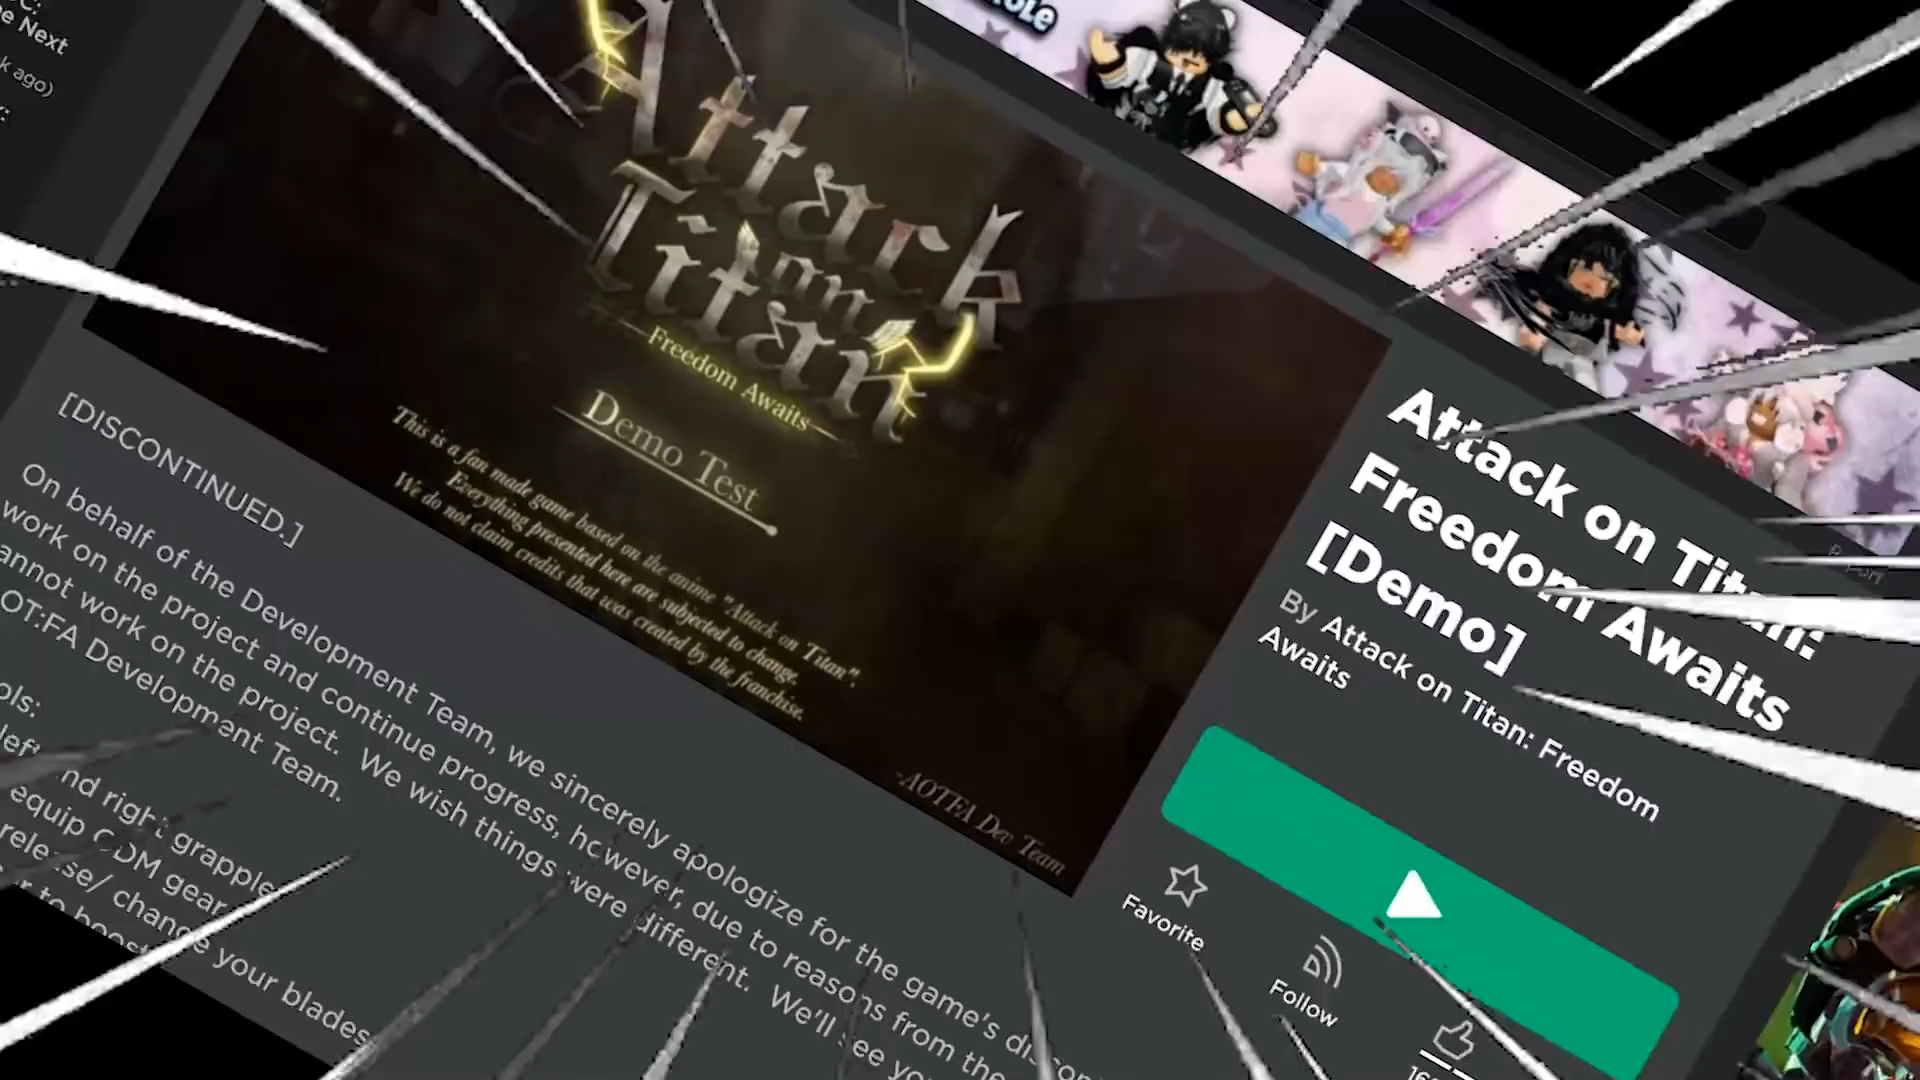 e Next
k ago)
Attack
on
Titan
Freedom Awaits
Demo Test
This is a fan made game based on the anime "Attack on Titan".
Everything presented here are subjected to change.
We do not claim credits that was created by the franchise.
-AOTFA Dev Team
Attack on Titan:
Freedom Awaits
[Demo]
By Attack on Titan: Freedom
Awaits
Favorite
Follow
[DISCONTINUED.]
On behalf of the Development Team, we sincerely apologize for the game's discon
work on the project and continue progress, however, due to reasons from the
annot work on the project. We wish things were different. We'll see yo
OT:FA Development Team.
ols:
left and right grapple
equip ODM gear
release/ change your blades
r to boost